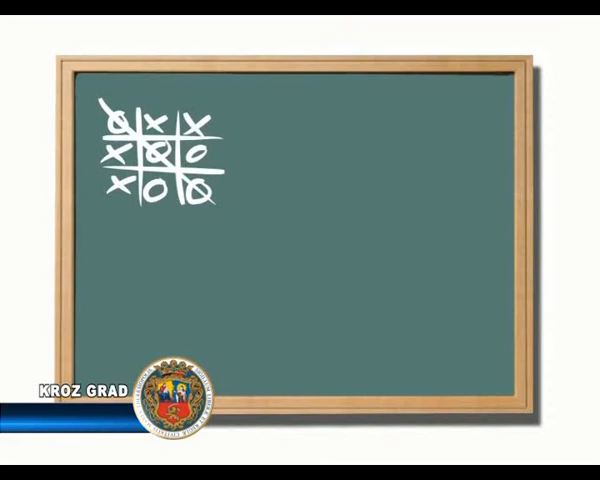 O X X
X O O
X O O
KROZ GRAD